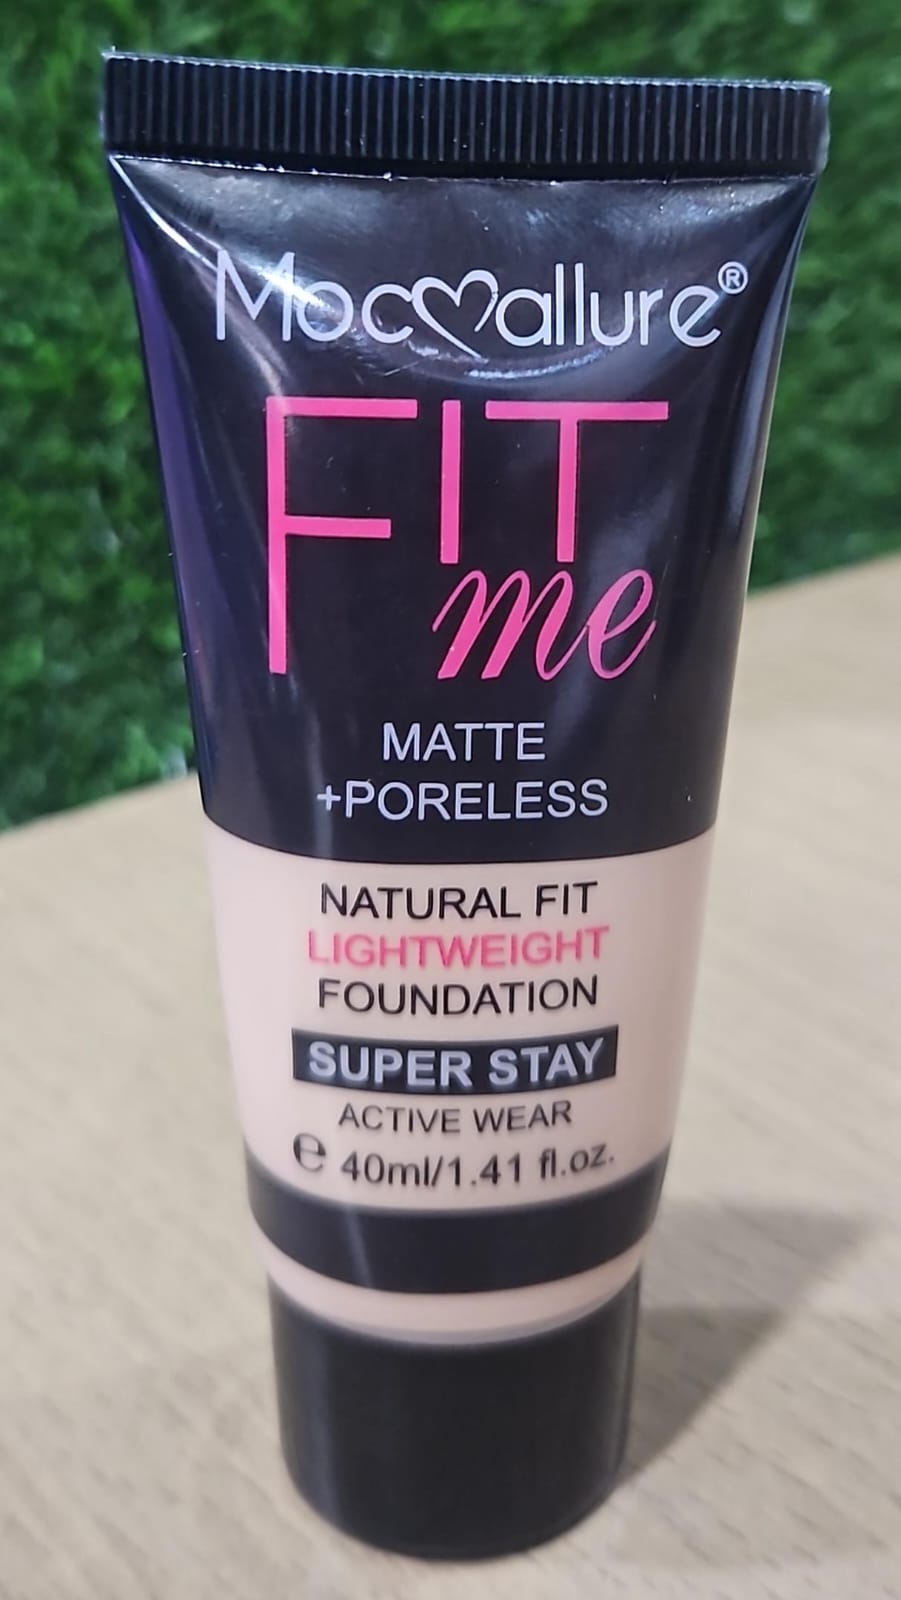 Mocallure®
FIT
me
MATTE
+PORELESS
NATURAL FIT
LIGHTWEIGHT
FOUNDATION
SUPER STAY
ACTIVE WEAR
℮ 40ml/1.41 fl.oz.